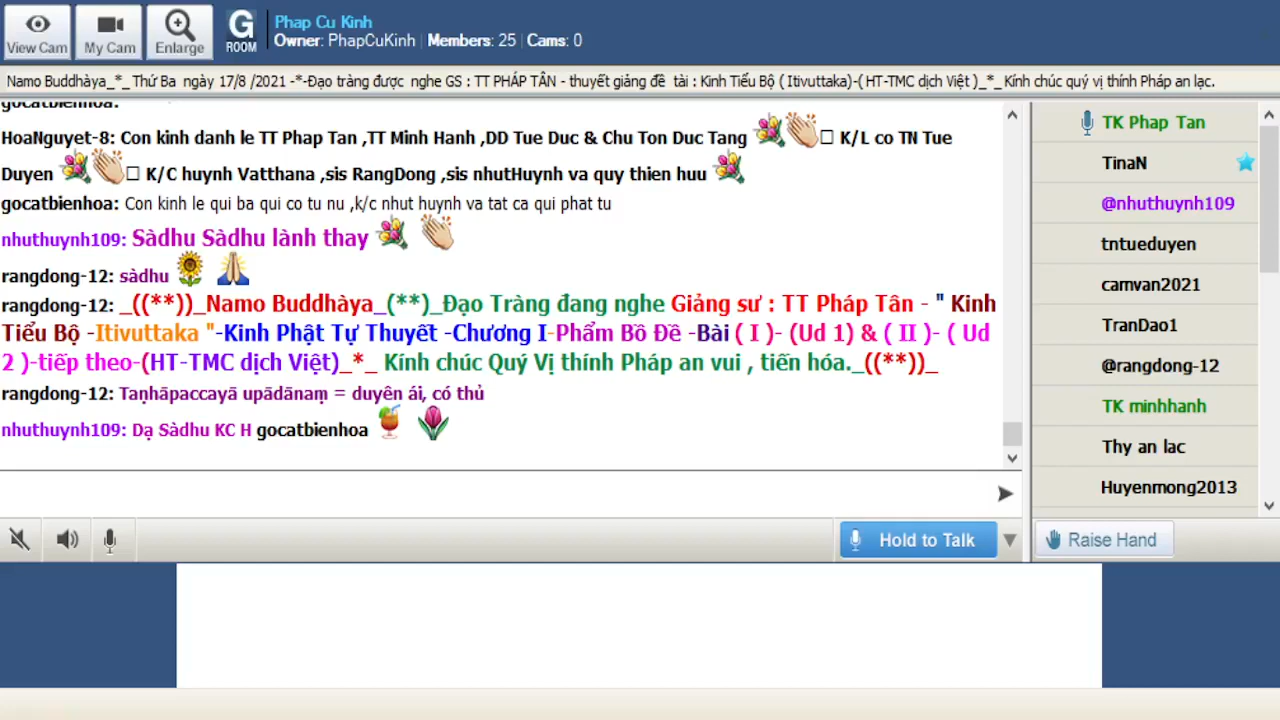 View Cam
My Cam
Enlarge
G
ROOM
Phap Cu Kinh
Owner: PhapCuKinh | Members: 25 | Cams: 0
Namo Buddhàya_*_ Thứ Ba ngày 17/8 /2021 -*-Đạo tràng được nghe GS : TT PHÁP TÂN - thuyết giảng đề tài : Kinh Tiểu Bộ ( Itivuttaka)-( HT-TMC dịch Việt )_*_ Kính chúc quý vị thính Pháp an lạc.
gocatbienhoa:
HoaNguyet-8: Con kinh danh le TT Phap Tan ,TT Minh Hanh ,DD Tue Duc & Chu Ton Duc Tang K/L co TN Tue
Duyen K/C huynh Vatthana ,sis RangDong ,sis nhutHuynh va quy thien huu
gocatbienhoa: Con kinh le qui ba qui co tu nu ,k/c nhut huynh va tat ca qui phat tu
nhuthuynh109: Sàdhu Sàdhu lành thay
rangdong-12: sàdhu
rangdong-12: _((**))_Namo Buddhàya_(**)_Đạo Tràng đang nghe Giảng sư : TT Pháp Tân - " Kinh
Tiểu Bộ -Itivuttaka "-Kinh Phật Tự Thuyết -Chương I-Phẩm Bồ Đề -Bài ( I )- (Ud 1) & ( II )- ( Ud
2 )-tiếp theo-(HT-TMC dịch Việt)_*_ Kính chúc Quý Vị thính Pháp an vui , tiến hóa._((**))_
rangdong-12: Taṇhāpaccayā upādānaṃ = duyên ái, có thủ
nhuthuynh109: Dạ Sàdhu KC H gocatbienhoa
TK Phap Tan
TinaN
@nhuthuynh109
tntueduyen
camvan2021
TranDao1
@rangdong-12
TK minhhanh
Thy an lac
Huyenmong2013
Hold to Talk
Raise Hand